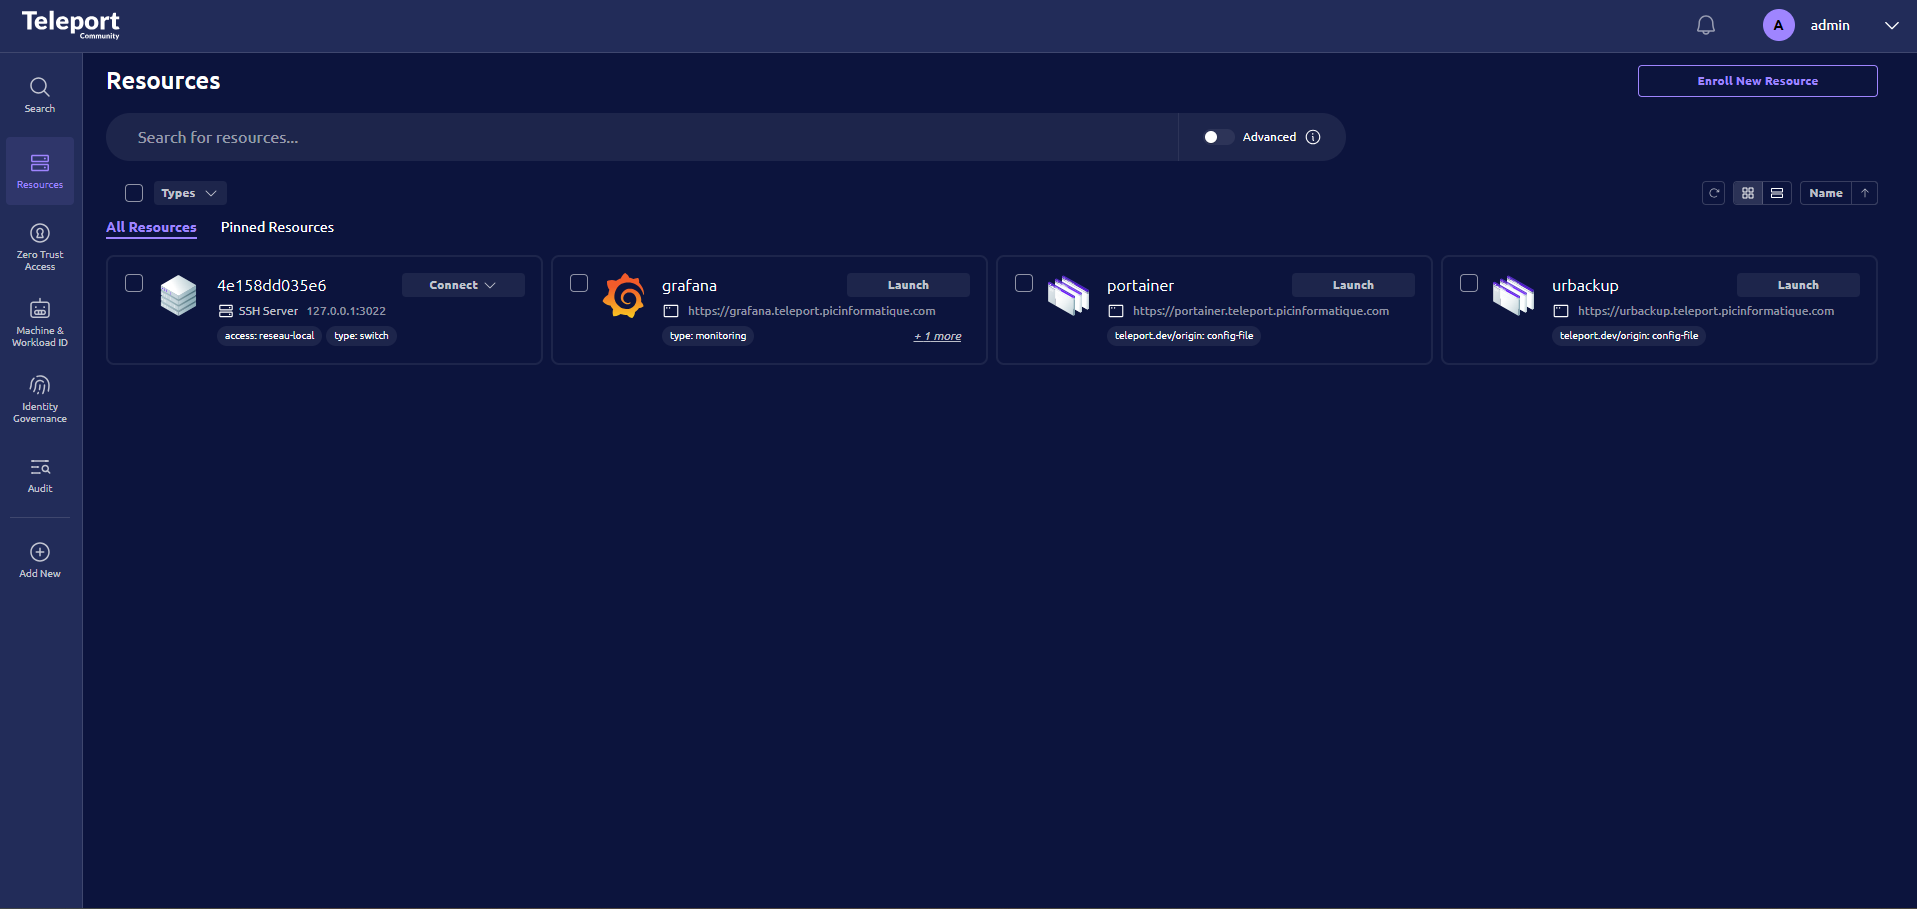 Teleport
Community
A
admin
Search
Resources
Zero Trust
Access
Machine &
Workload ID
Identity
Governance
Audit
Add New
Resources
Enroll New Resource
Search for resources...
Advanced
Types
Name
All Resources
Pinned Resources
4e158dd035e6
Connect
SSH Server 127.0.0.1:3022
access: reseau-local
type: switch
grafana
Launch
https://grafana.teleport.picinformatique.com
type: monitoring
+ 1 more
portainer
Launch
https://portainer.teleport.picinformatique.com
teleport.dev/origin: config-file
urbackup
Launch
https://urbackup.teleport.picinformatique.com
teleport.dev/origin: config-file